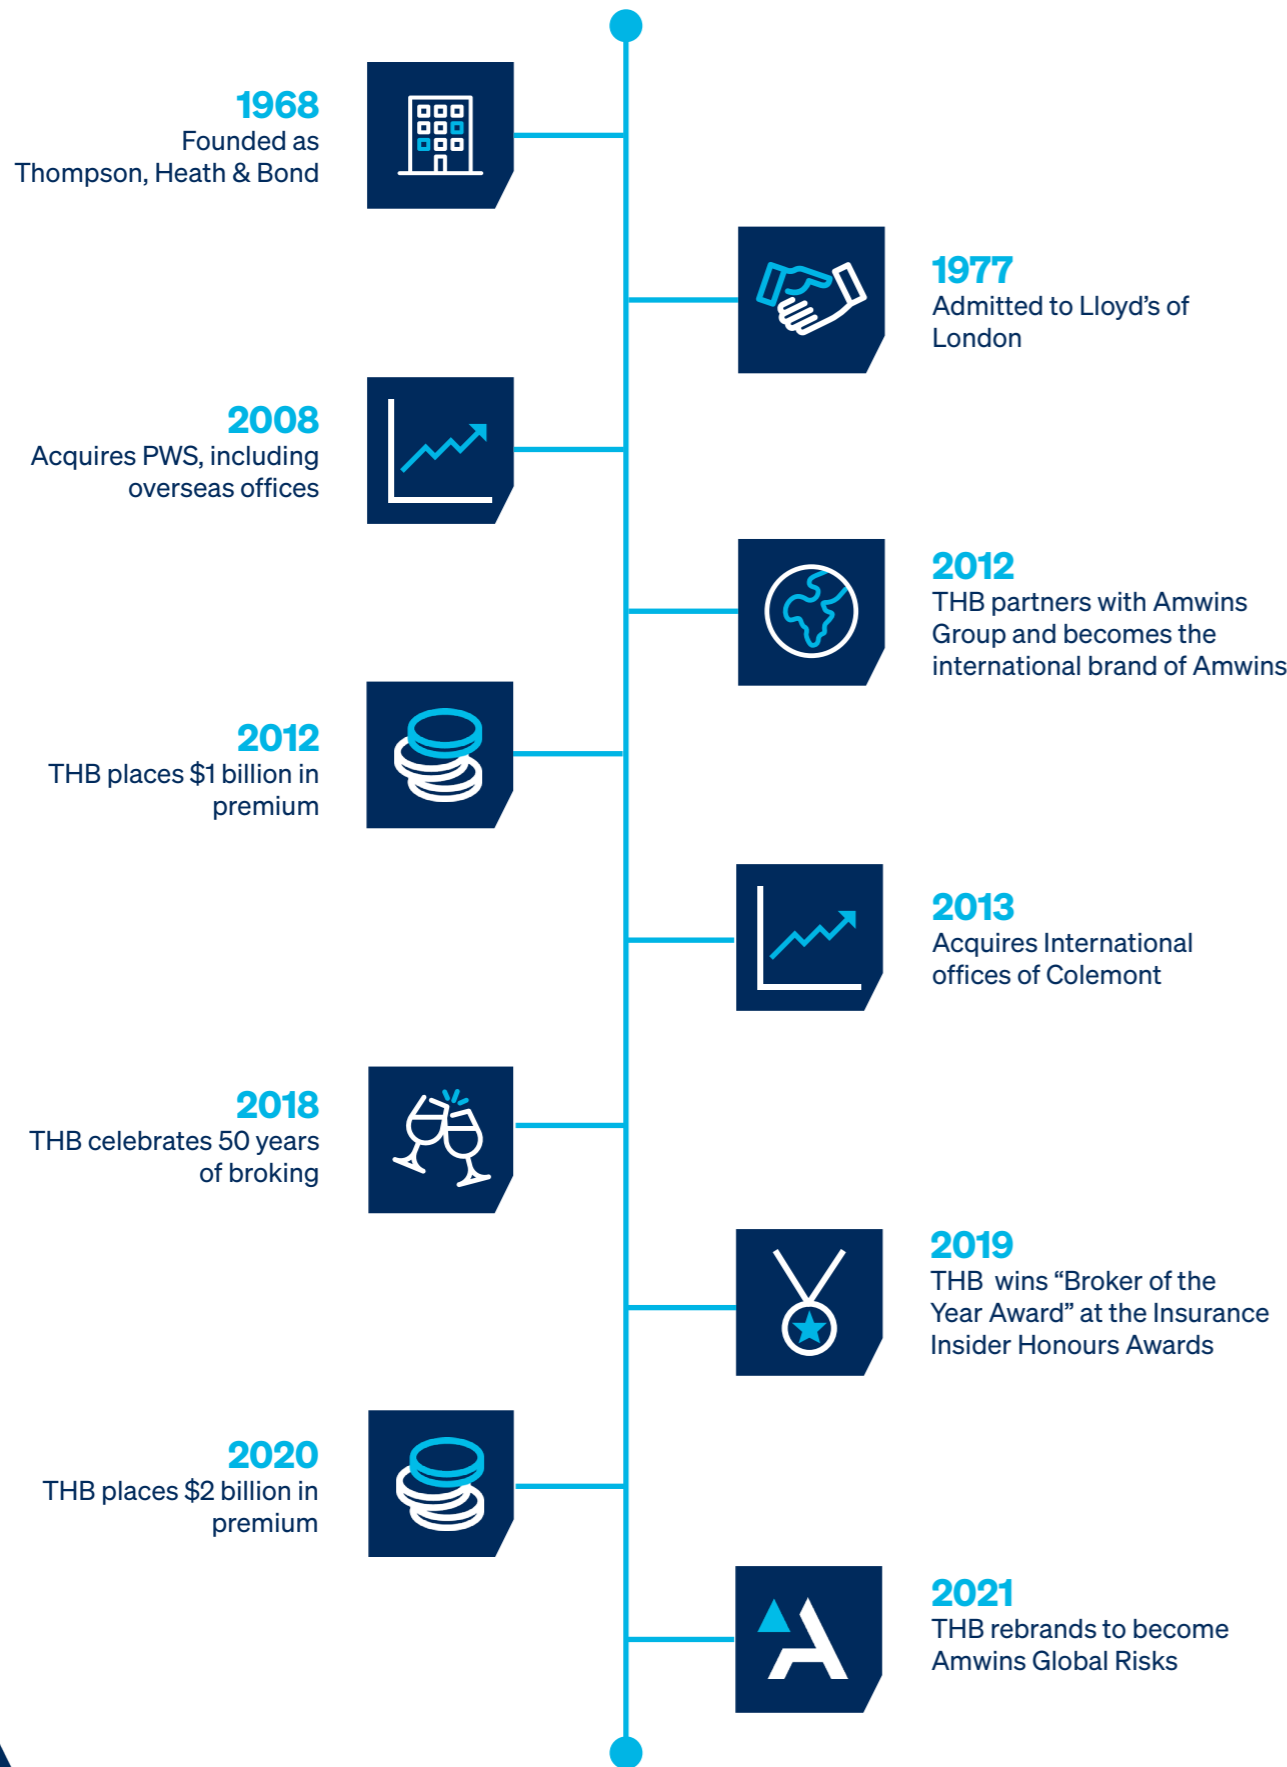 1968
Founded as
Thompson, Heath & Bond
1977
Admitted to Lloyd’s of
London
2008
Acquires PWS, including
overseas offices
2012
THB partners with Amwins
Group and becomes the
international brand of Amwins
2012
THB places $1 billion in
premium
2013
Acquires International
offices of Colemont
2018
THB celebrates 50 years
of broking
2019
THB wins “Broker of the
Year Award” at the Insurance
Insider Honours Awards
2020
THB places $2 billion in
premium
2021
THB rebrands to become
Amwins Global Risks